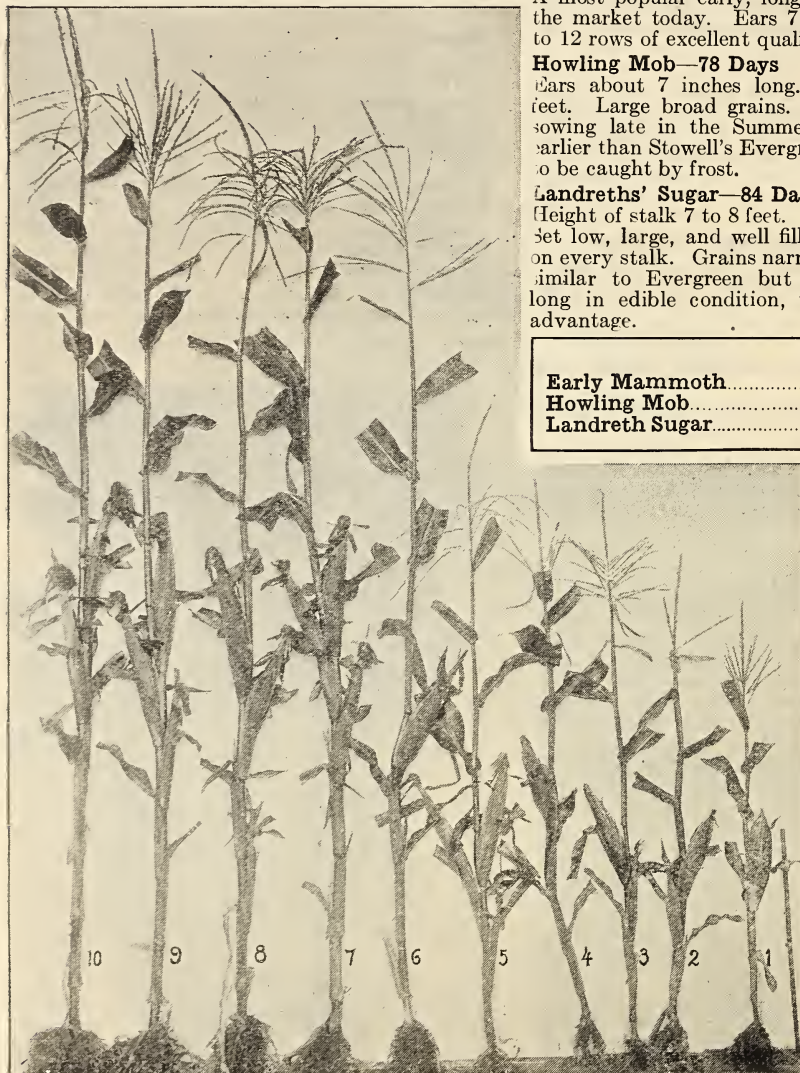 A most popular early, long
the market today. Ears 7
to 12 rows of excellent quali
Howling Mob—78 Days
Ears about 7 inches long.
feet. Large broad grains.
sowing late in the Summe
earlier than Stowell's Evergr
to be caught by frost.
Landreths' Sugar—84 Da
Height of stalk 7 to 8 feet.
Set low, large, and well fill
on every stalk. Grains narr
similar to Evergreen but
long in edible condition,
advantage.
Early Mammoth
Howling Mob
Landreth Sugar
10 9 8 7 6 5 4 3 2 1